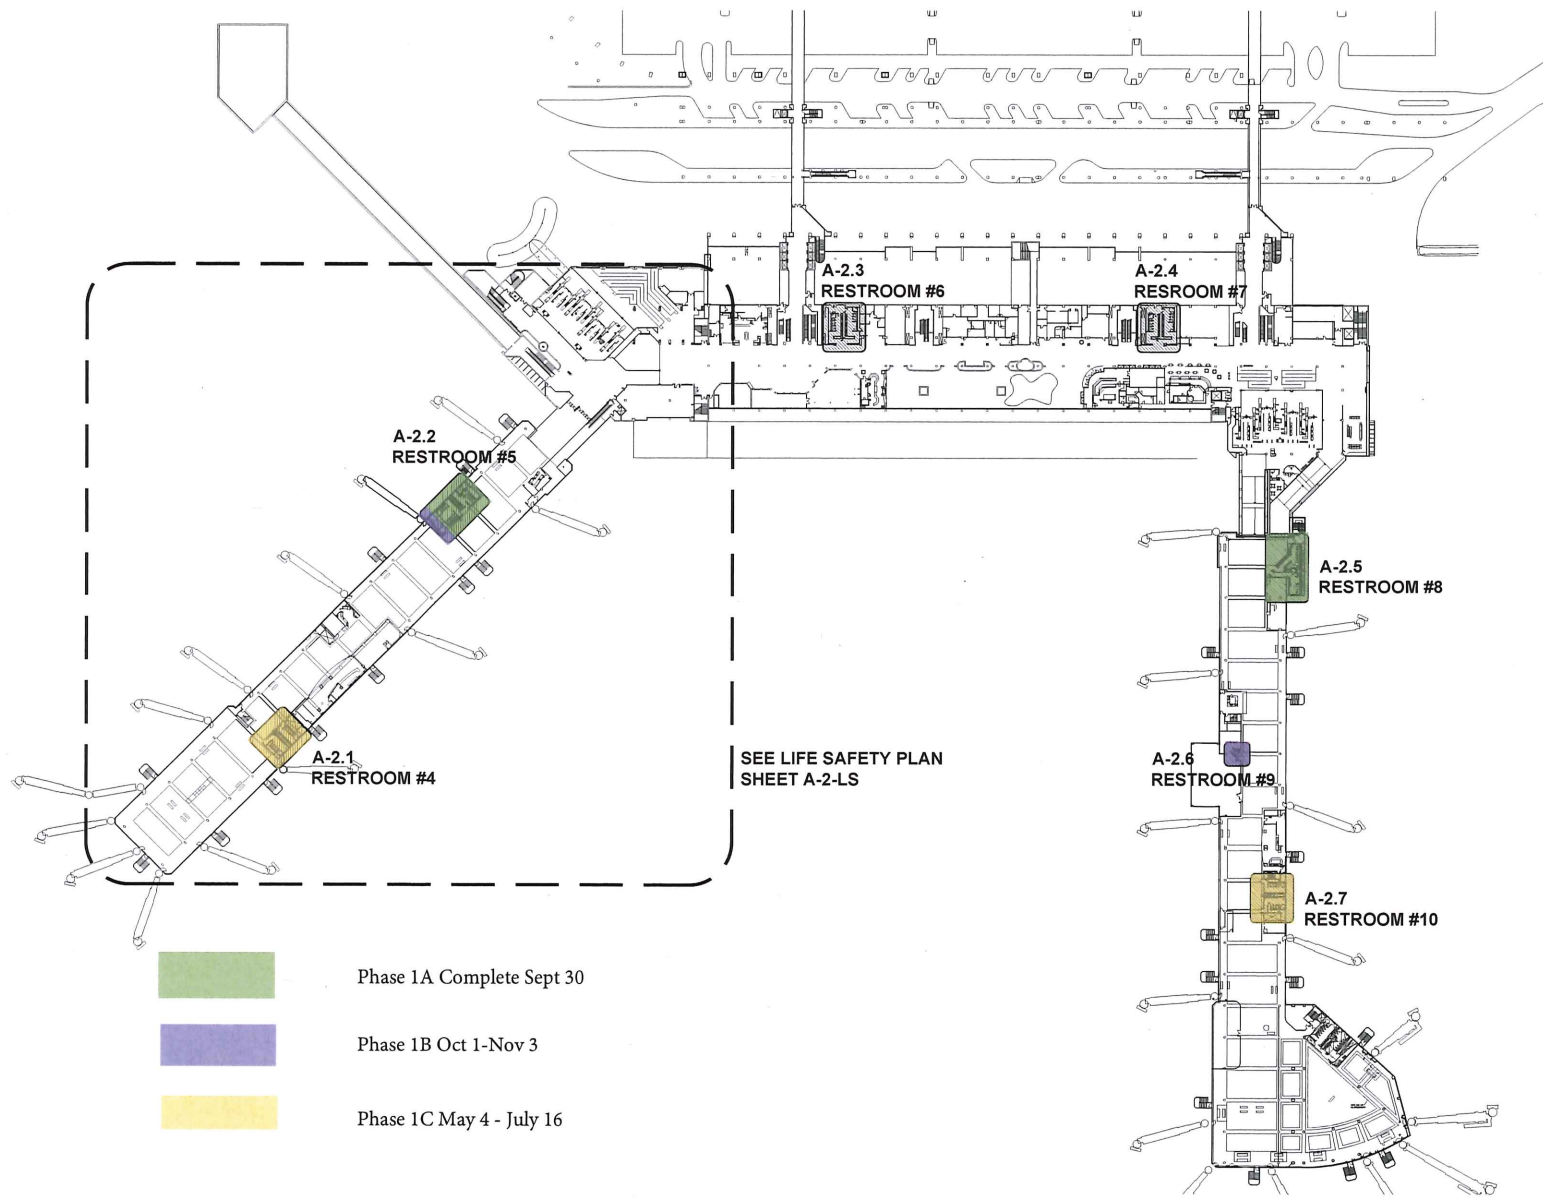 A-2.3
RESTROOM #6
A-2.4
RESROOM #7
A-2.2
RESTROOM #5
A-2.5
RESTROOM #8
A-2.1
RESTROOM #4
SEE LIFE SAFETY PLAN
SHEET A-2-LS
A-2.6
RESTROOM #9
A-2.7
RESTROOM #10
Phase 1A Complete Sept 30
Phase 1B Oct 1-Nov 3
Phase 1C May 4 - July 16